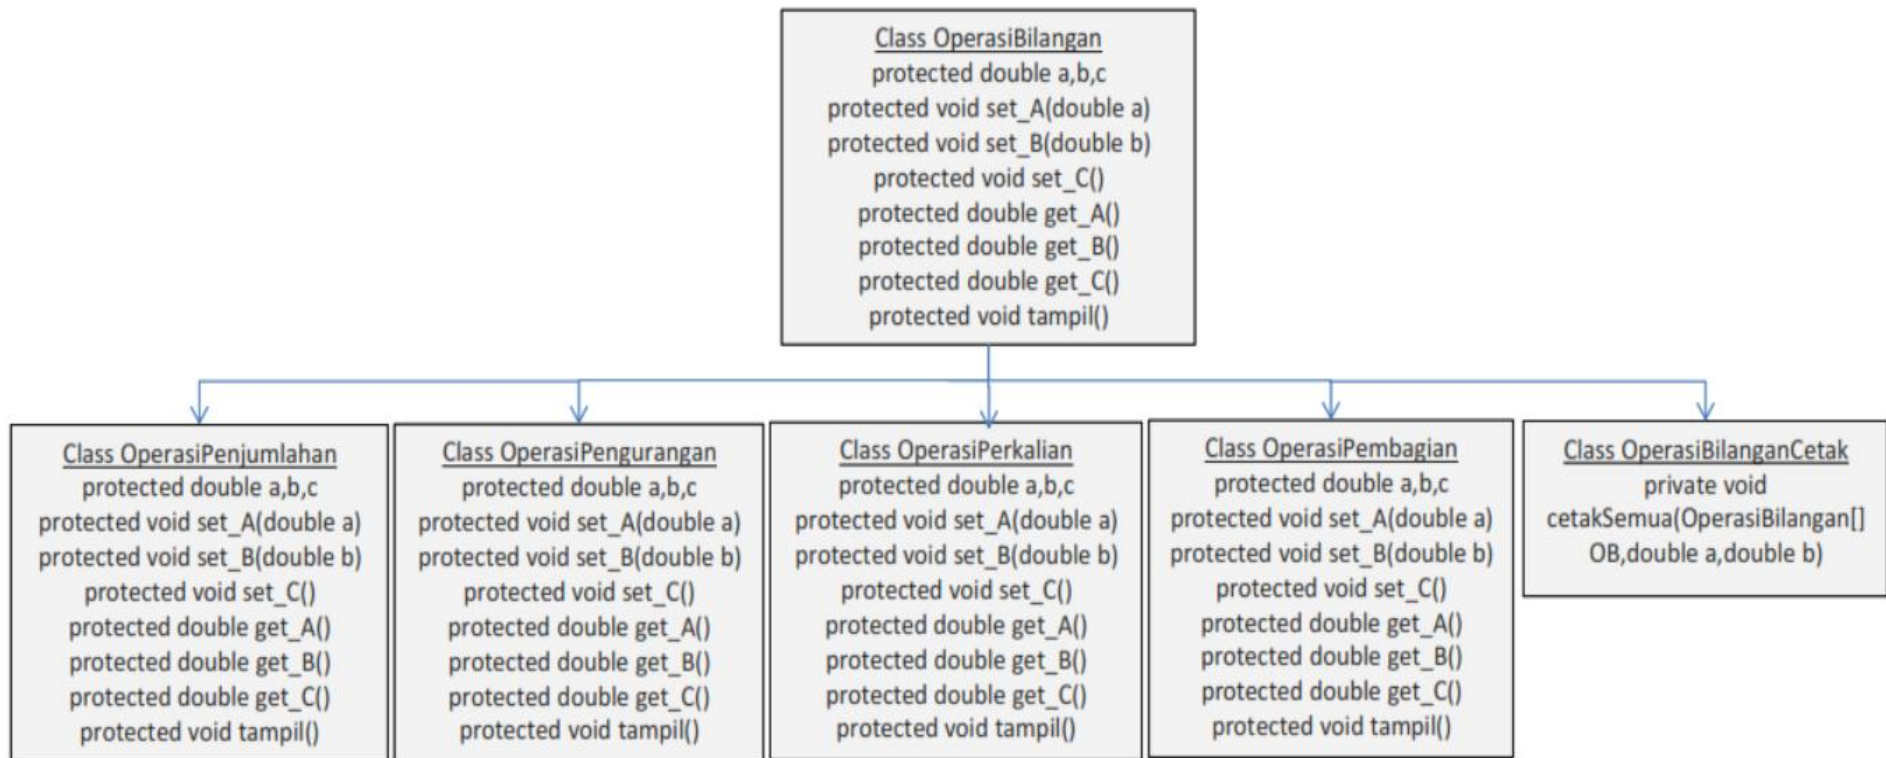 Class OperasiBilangan
protected double a,b,c
protected void set_A(double a)
protected void set_B(double b)
protected void set_C()
protected double get_A()
protected double get_B()
protected double get_C()
protected void tampil()
Class OperasiPenjumlahan
protected double a,b,c
protected void set_A(double a)
protected void set_B(double b)
protected void set_C()
protected double get_A()
protected double get_B()
protected double get_C()
protected void tampil()
Class OperasiPengurangan
protected double a,b,c
protected void set_A(double a)
protected void set_B(double b)
protected void set_C()
protected double get_A()
protected double get_B()
protected double get_C()
protected void tampil()
Class OperasiPerkalian
protected double a,b,c
protected void set_A(double a)
protected void set_B(double b)
protected void set_C()
protected double get_A()
protected double get_B()
protected double get_C()
protected void tampil()
Class OperasiPembagian
protected double a,b,c
protected void set_A(double a)
protected void set_B(double b)
protected void set_C()
protected double get_A()
protected double get_B()
protected double get_C()
protected void tampil()
Class OperasiBilanganCetak
private void
cetakSemua(OperasiBilangan[]
OB,double a,double b)